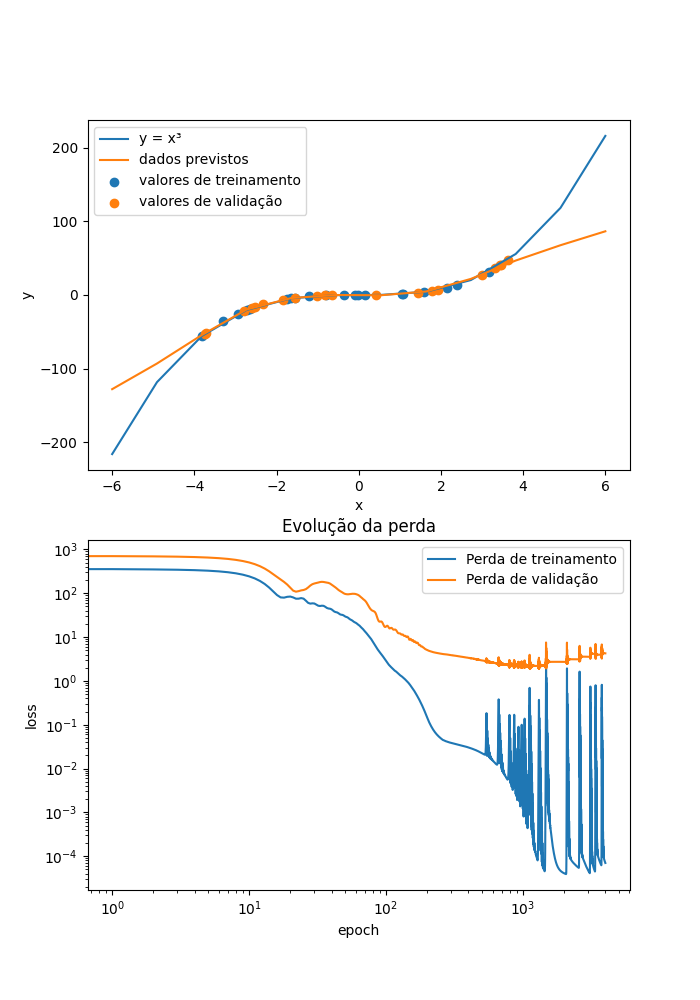 y = x³
dados previstos
valores de treinamento
valores de validação
200
100
0
−100
−200
y
−6
−4
−2
0
2
4
6
x
Evolução da perda
Perda de treinamento
Perda de validação
10³
10²
10¹
10⁰
10⁻¹
10⁻²
10⁻³
10⁻⁴
loss
10⁰
10¹
10²
10³
epoch